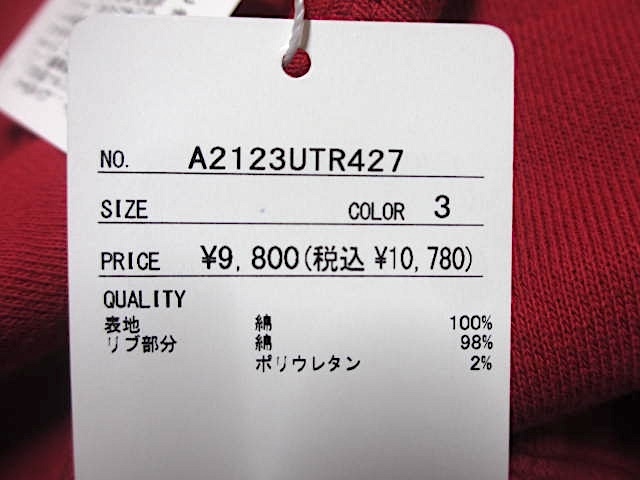 NO. A2123UTR427
SIZE COLOR 3
PRICE ¥9,800(税込 ¥10,780)
QUALITY
表地 綿 100%
リブ部分 綿 98%
ポリウレタン 2%